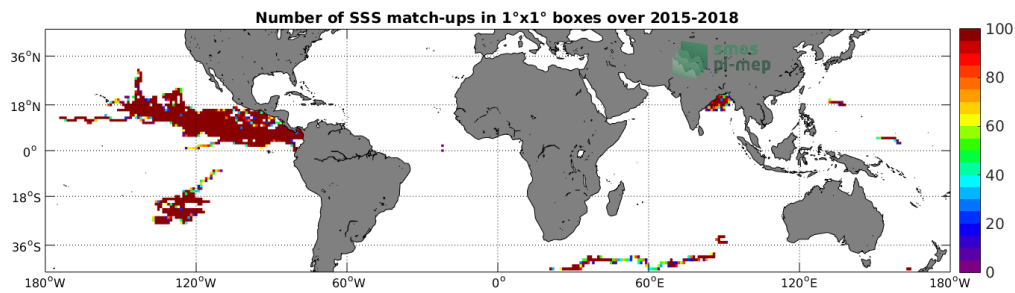 Number of SSS match-ups in 1°x1° boxes over 2015-2018
smos
pi-mep
36°N
18°N
0°
18°S
36°S
180°W
120°W
60°W
0°
60°E
120°E
180°W
100
80
60
40
20
0